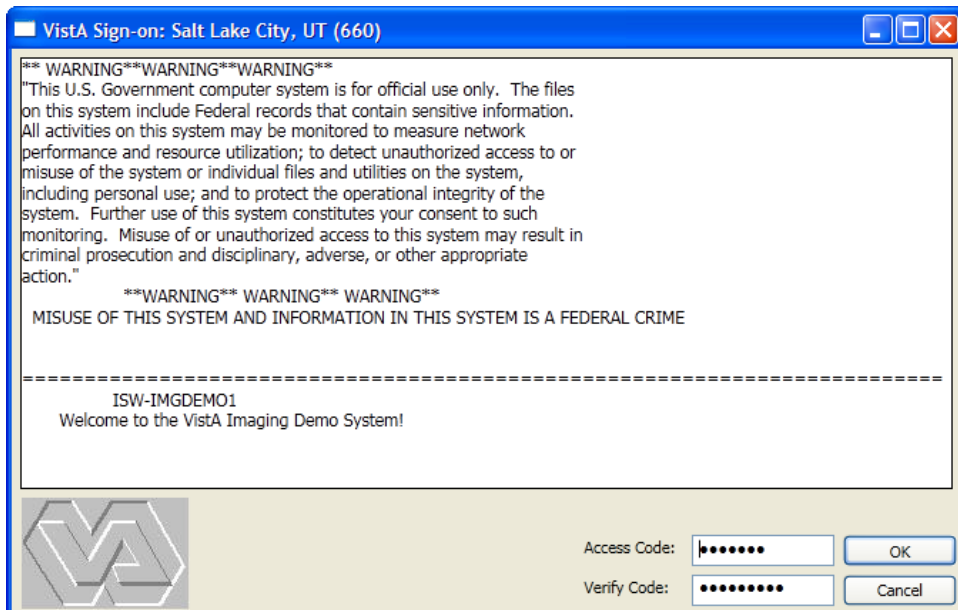 VistA Sign-on: Salt Lake City, UT (660)
** WARNING**WARNING**WARNING**
"This U.S. Government computer system is for official use only.  The files
on this system include Federal records that contain sensitive information.
All activities on this system may be monitored to measure network
performance and resource utilization; to detect unauthorized access to or
misuse of the system or individual files and utilities on the system,
including personal use; and to protect the operational integrity of the
system.  Further use of this system constitutes your consent to such
monitoring.  Misuse of or unauthorized access to this system may result in
criminal prosecution and disciplinary, adverse, or other appropriate
action."
**WARNING** WARNING** WARNING**
MISUSE OF THIS SYSTEM AND INFORMATION IN THIS SYSTEM IS A FEDERAL CRIME
==========================================================================
ISW-IMGDEMO1
Welcome to the VistA Imaging Demo System!
VA
Access Code: ●●●●●●● OK
Verify Code: ●●●●●●●●● Cancel